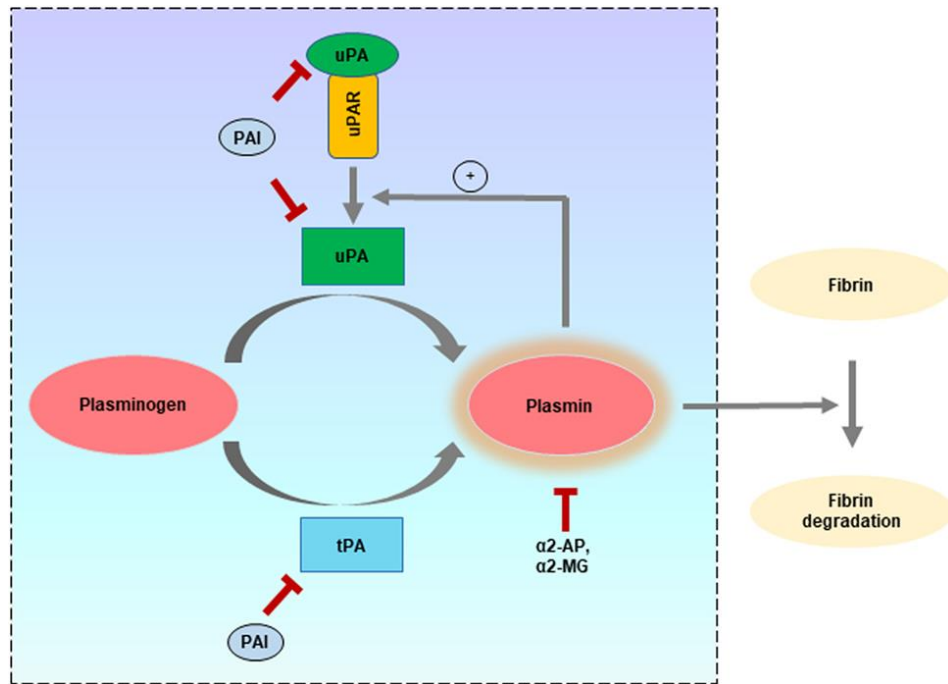 uPA
uPAR
PAI
+
uPA
Fibrin
Plasminogen
Plasmin
Fibrin
degradation
tPA
α2-AP,
α2-MG
PAI